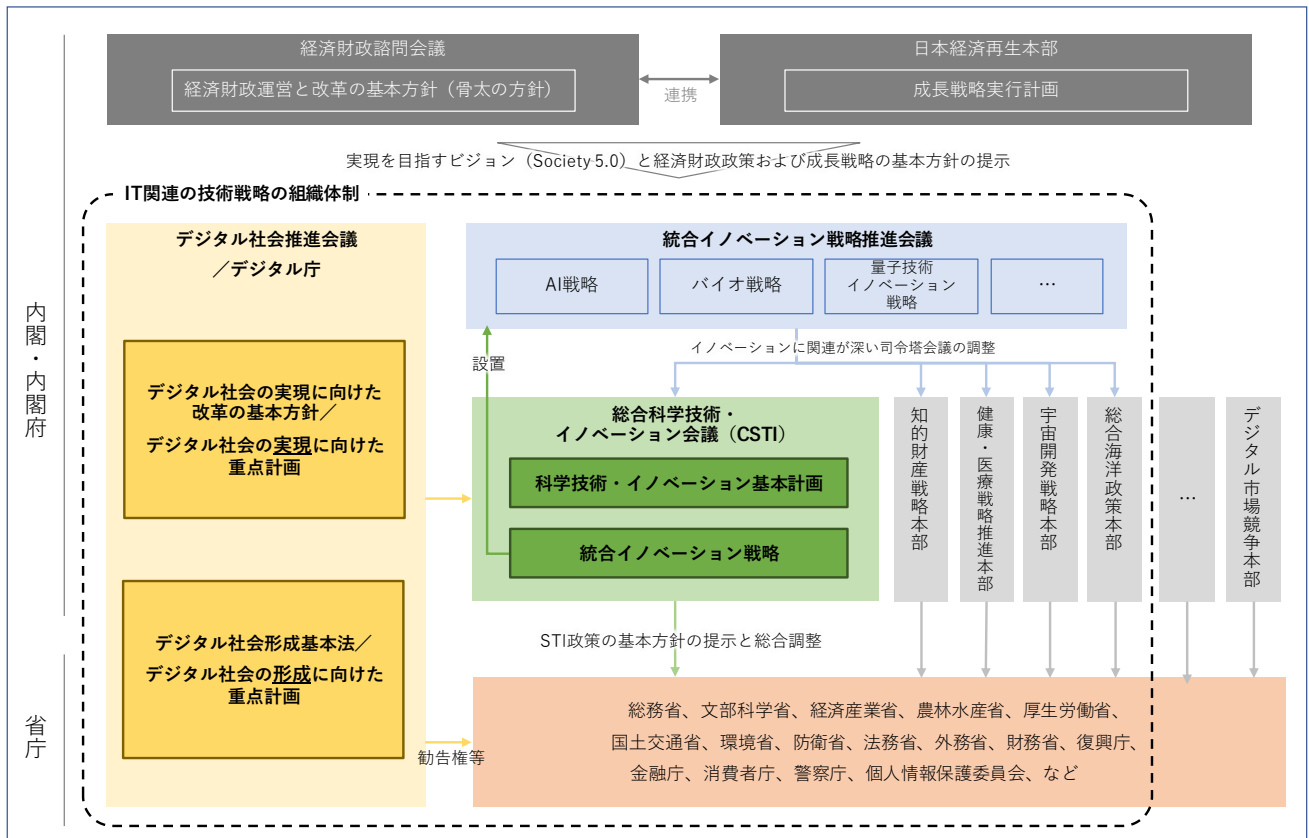 経済財政諮問会議
経済財政運営と改革の基本方針（骨太の方針）
連携
日本経済再生本部
成長戦略実行計画
実現を目指すビジョン（Society 5.0）と経済財政政策および成長戦略の基本方針の提示
IT関連の技術戦略の組織体制
内閣・内閣府
省庁
デジタル社会推進会議
／デジタル庁
デジタル社会の実現に向けた
改革の基本方針／
デジタル社会の実現に向けた
重点計画
デジタル社会形成基本法／
デジタル社会の形成に向けた
重点計画
統合イノベーション戦略推進会議
AI戦略
バイオ戦略
量子技術
イノベーション
戦略
…
設置
イノベーションに関連が深い司令塔会議の調整
総合科学技術・
イノベーション会議（CSTI）
科学技術・イノベーション基本計画
統合イノベーション戦略
知的財産戦略本部
健康・医療戦略推進本部
宇宙開発戦略本部
総合海洋政策本部
…
デジタル市場競争本部
STI政策の基本方針の提示と総合調整
勧告権等
総務省、文部科学省、経済産業省、農林水産省、厚生労働省、
国土交通省、環境省、防衛省、法務省、外務省、財務省、復興庁、
金融庁、消費者庁、警察庁、個人情報保護委員会、など